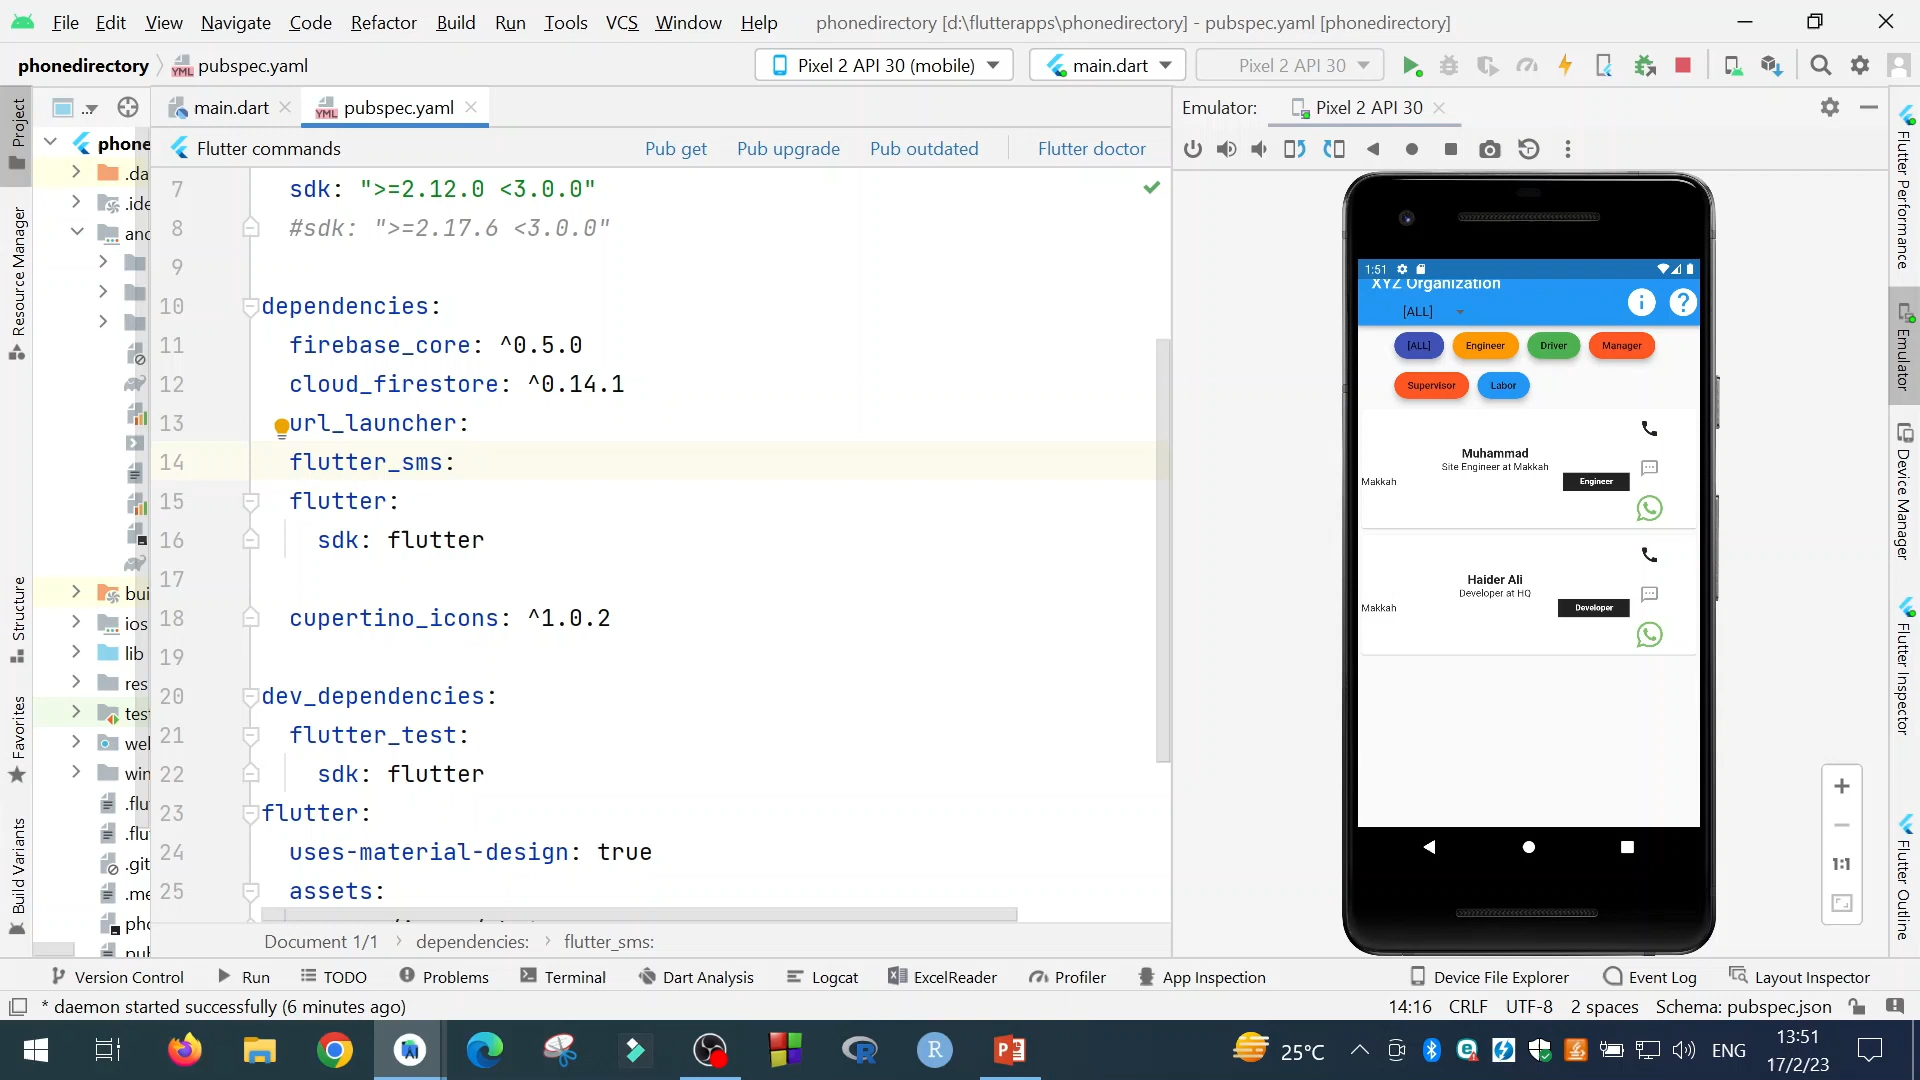 File Edit View Navigate Code Refactor Build Run Tools VCS Window Help phonedirectory [d:\flutterapps\phonedirectory] - pubspec.yaml [phonedirectory]
phonedirectory pubspec.yaml Pixel 2 API 30 (mobile) main.dart Pixel 2 API 30
Project
Resource Manager
Structure
Favorites
Build Variants
..
phone
.da
.ide
and
bui
ios
lib
res
tes
wel
win
.flu
.flu
.git
.me
pho
pul
main.dart pubspec.yaml
Flutter commands Pub get Pub upgrade Pub outdated Flutter doctor
7 sdk: ">=2.12.0 <3.0.0"
8 #sdk: ">=2.17.6 <3.0.0"
9
10 dependencies:
11 firebase_core: ^0.5.0
12 cloud_firestore: ^0.14.1
13 url_launcher:
14 flutter_sms:
15 flutter:
16 sdk: flutter
17
18 cupertino_icons: ^1.0.2
19
20 dev_dependencies:
21 flutter_test:
22 sdk: flutter
23 flutter:
24 uses-material-design: true
25 assets:
Document 1/1 dependencies: flutter_sms:
Emulator: Pixel 2 API 30
1:51
XYZ Organization
[ALL]
[ALL] Engineer Driver Manager
Supervisor Labor
Muhammad
Site Engineer at Makkah
Makkah Engineer
Haider Ali
Developer at HQ
Makkah Developer
1:1
Flutter Performance
Emulator
Device Manager
Flutter Inspector
Flutter Outline
Version Control Run TODO Problems Terminal Dart Analysis Logcat ExcelReader Profiler App Inspection Device File Explorer Event Log Layout Inspector
* daemon started successfully (6 minutes ago) 14:16 CRLF UTF-8 2 spaces Schema: pubspec.json
25°C ENG 13:51
17/2/23